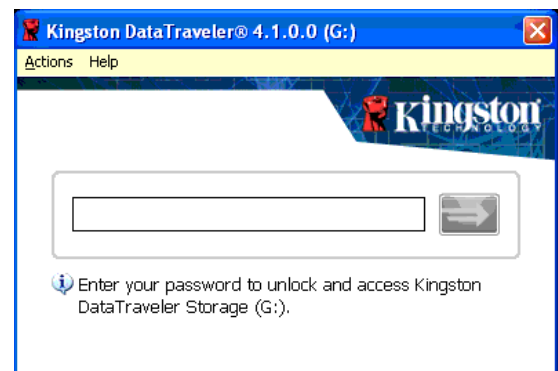 Kingston DataTraveler® 4.1.0.0 (G:)
Actions Help
Kingston
TECHNOLOGY
Enter your password to unlock and access Kingston
DataTraveler Storage (G:).